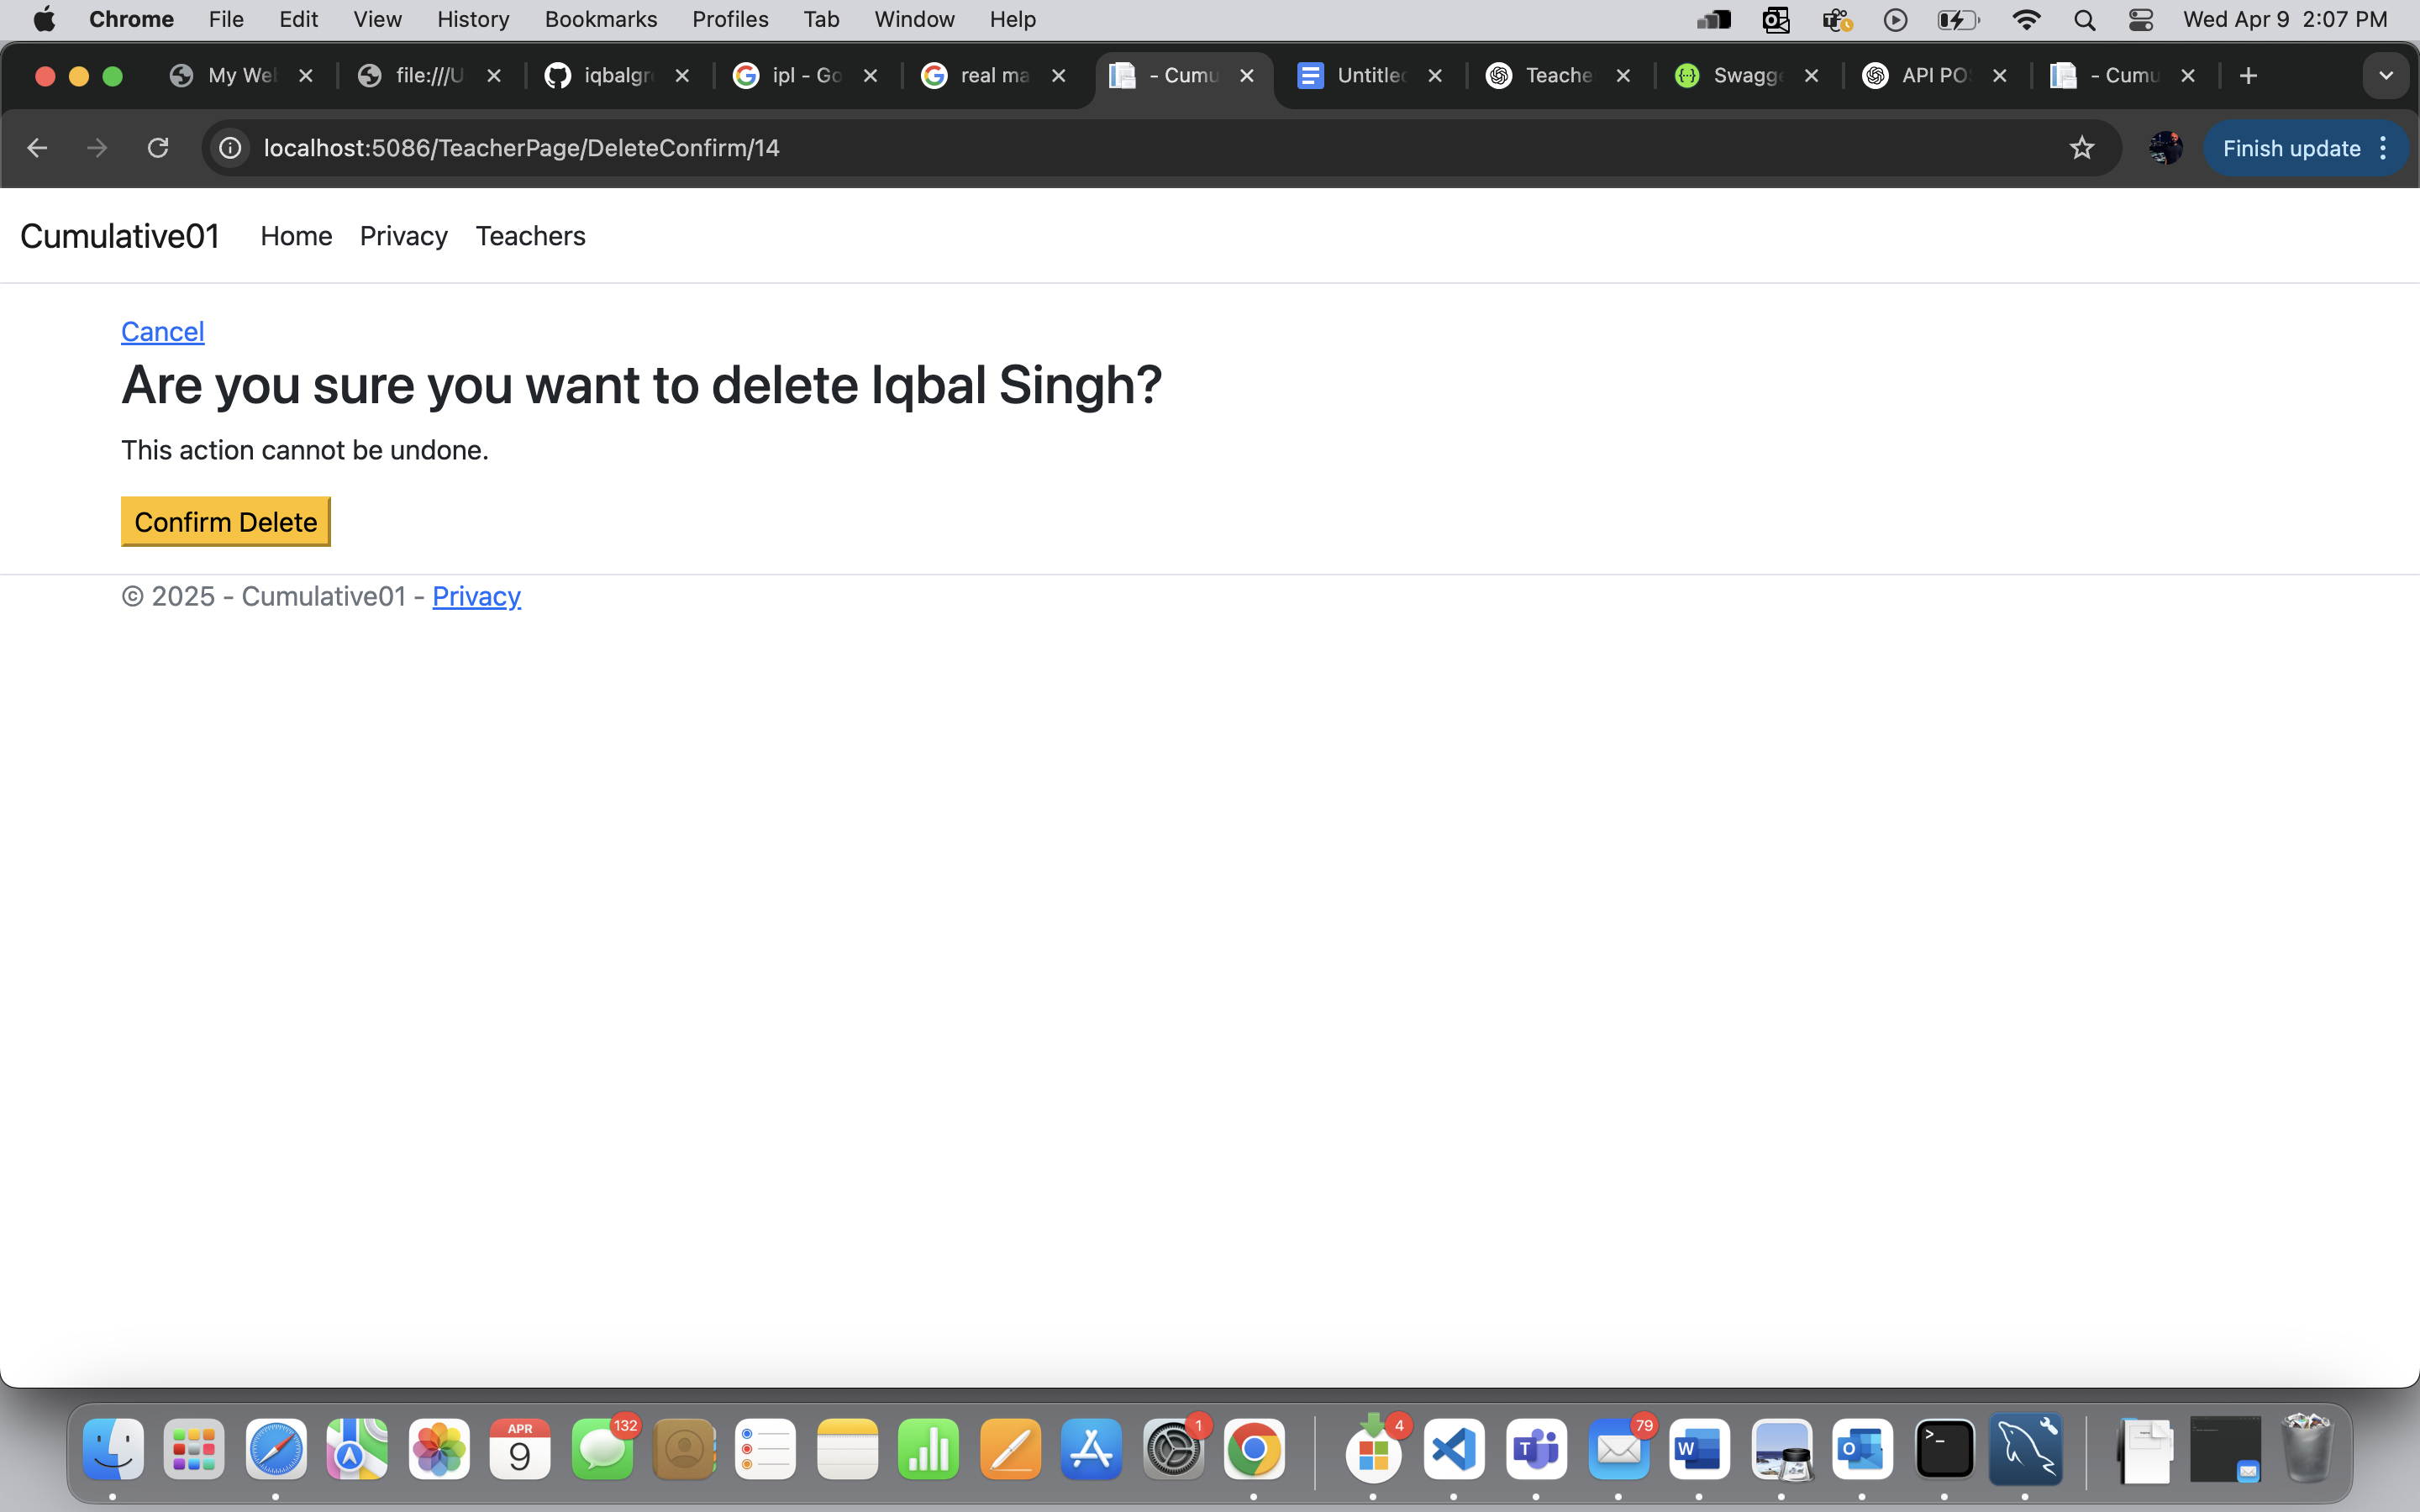 Chrome File Edit View History Bookmarks Profiles Tab Window Help Wed Apr 9 2:07 PM
My Web file:///U iqbalgr ipl - Go real ma - Cumu Untitled Teache Swagge API PO - Cumu
localhost:5086/TeacherPage/DeleteConfirm/14 Finish update
Cumulative01 Home Privacy Teachers
Cancel
Are you sure you want to delete Iqbal Singh?
This action cannot be undone.
Confirm Delete
© 2025 - Cumulative01 - Privacy
APR 132 1 4 79
9 T W O >_